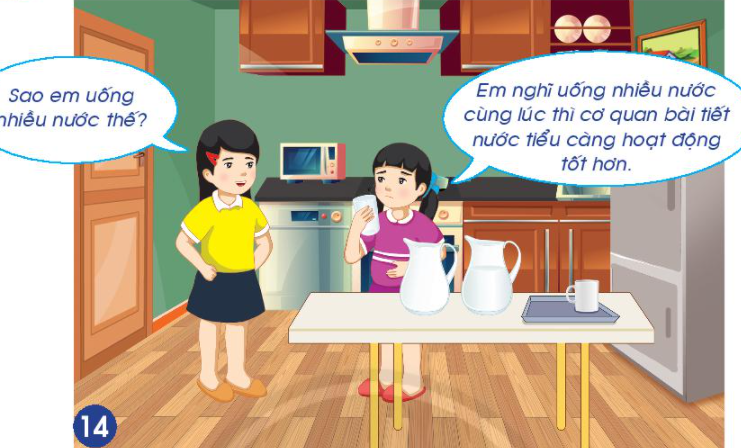 Sao em uống
nhiều nước thế?
Em nghĩ uống nhiều nước
cùng lúc thì cơ quan bài tiết
nước tiểu càng hoạt động
tốt hơn.
14